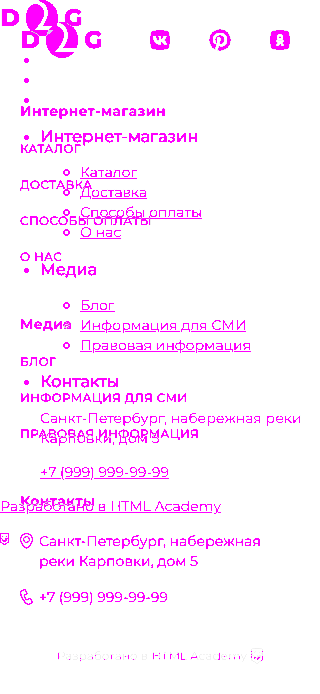 D2G
D2G
Интернет-магазин
Интернет-магазин
КАТАЛОГ
Каталог
ДОСТАВКА
Доставка
Способы оплаты
СПОСОБЫ ОПЛАТЫ
О нас
О НАС
Медиа
Блог
Медиа
Информация для СМИ
Правовая информация
БЛОГ
Контакты
ИНФОРМАЦИЯ ДЛЯ СМИ
Санкт-Петербург, набережная реки
ПРАВОВАЯ ИНФОРМАЦИЯ
Карповки, дом 5
+7 (999) 999-99-99
Контакты
Разработано в HTML Academy
Санкт-Петербург, набережная
реки Карповки, дом 5
+7 (999) 999-99-99